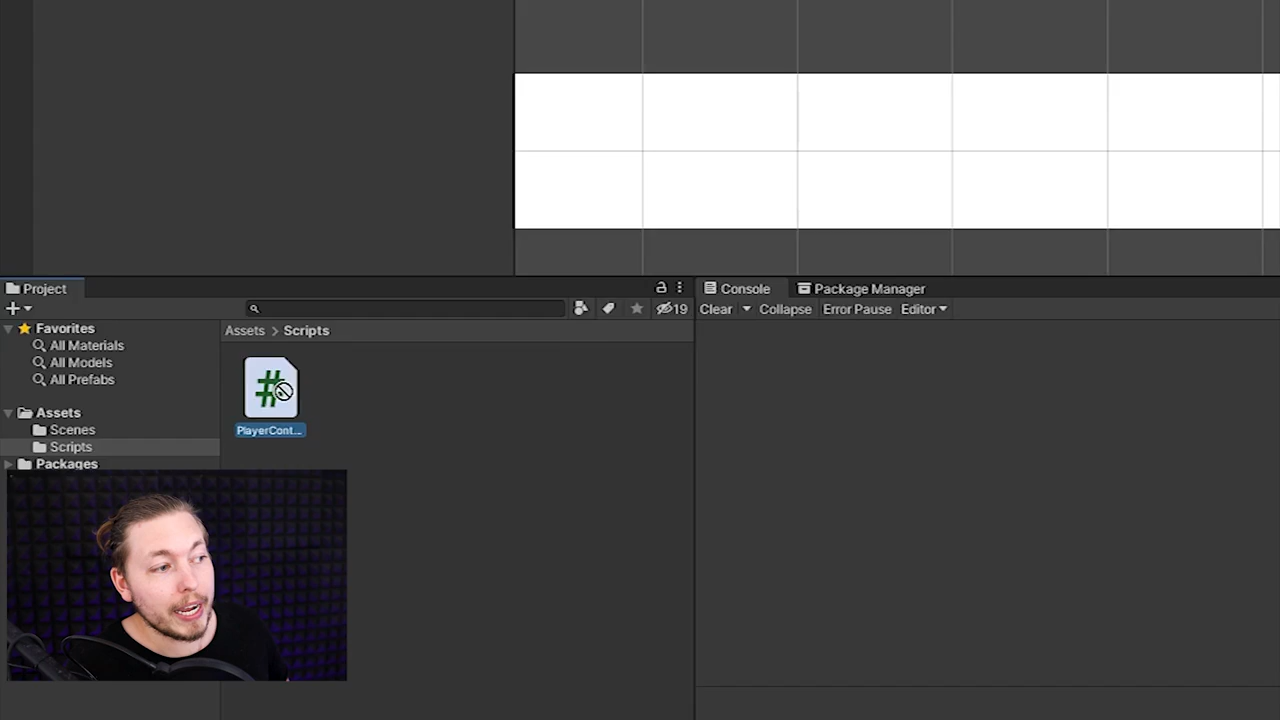 Project
19
Favorites
All Materials
All Models
All Prefabs
Assets
Scenes
Scripts
Packages
Assets > Scripts
#
PlayerCont...
Console
Package Manager
Clear Collapse Error Pause Editor